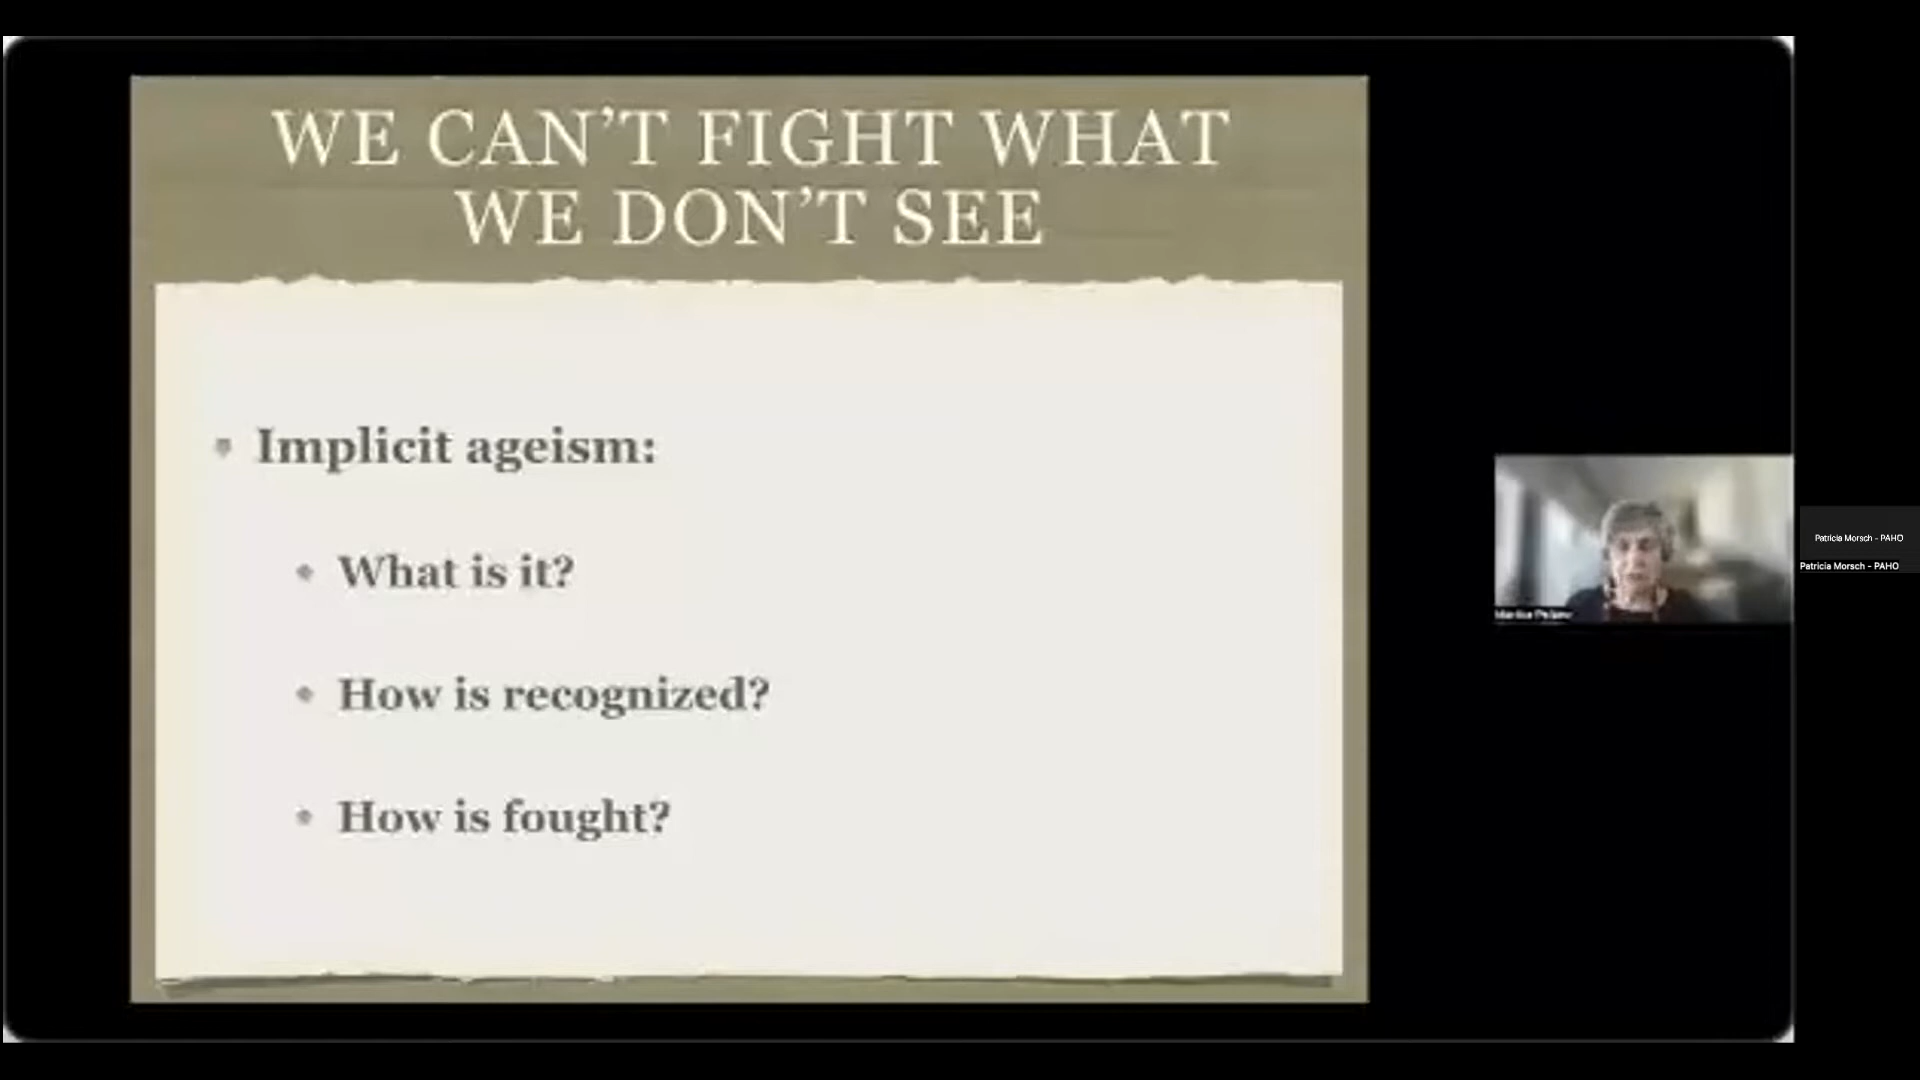 WE CAN'T FIGHT WHAT
WE DON'T SEE
Implicit ageism:
What is it?
How is recognized?
How is fought?
Patricia Morsch - PAHO
Patricia Morsch - PAHO